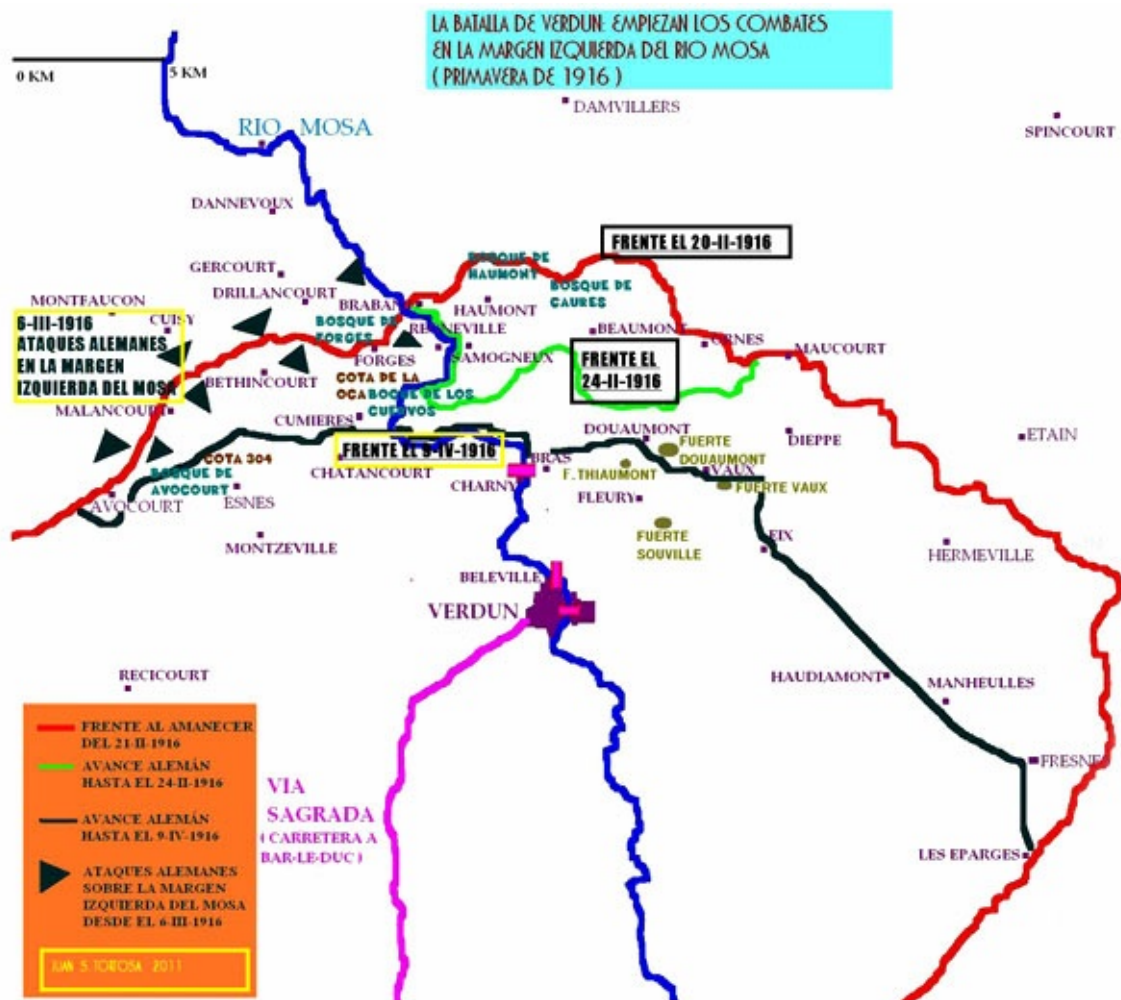 LA BATALLA DE VERDUN: EMPIEZAN LOS COMBATES
EN LA MARGEN IZQUIERDA DEL RIO MOSA
( PRIMAVERA DE 1916 )
0 KM
5 KM
DAMVILLERS
SPINCOURT
RIO MOSA
DANNEVOUX
FRENTE EL 20-II-1916
GERCOURT
BOSQUE DE
HAUMONT
BOSQUE DE
CAURES
DRILLANCOURT
MONTFAUCON
BRABANT
HAUMONT
CUISY
6-III-1916
ATAQUES ALEMANES
EN LA MARGEN
IZQUIERDA DEL MOSA
BOSQUE DE
FORGES
REGNEVILLE
BEAUMONT
ORNES
FORGES
SAMOGNEUX
MAUCOURT
FRENTE EL
24-II-1916
BETHINCOURT
COTA DE LA
OCA
BOQUE DE LOS
CUERVOS
MALANCOURT
CUMIERES
DOUAUMONT
DIEPPE
ETAIN
FRENTE EL 9-IV-1916
FUERTE
DOUAUMONT
COTA 304
BOSQUE DE
AVOCOURT
CHATANCOURT
BRAS
F. THIAUMONT
VAUX
CHARNY
FUERTE VAUX
AVOCOURT
ESNES
FLEURY
MONTZEVILLE
FUERTE
SOUVILLE
EIX
HERMEVILLE
BELEVILLE
VERDUN
RECICOURT
HAUDIAMONT
MANHEULLES
FRESNES
LES EPARGES
VIA
SAGRADA
( CARRETERA A
BAR-LE-DUC )
FRENTE AL AMANECER
DEL 21-II-1916
AVANCE ALEMÁN
HASTA EL 24-II-1916
AVANCE ALEMÁN
HASTA EL 9-IV-1916
ATAQUES ALEMANES
SOBRE LA MARGEN
IZQUIERDA DEL MOSA
DESDE EL 6-III-1916
JUAN S. TORTOSA 2011